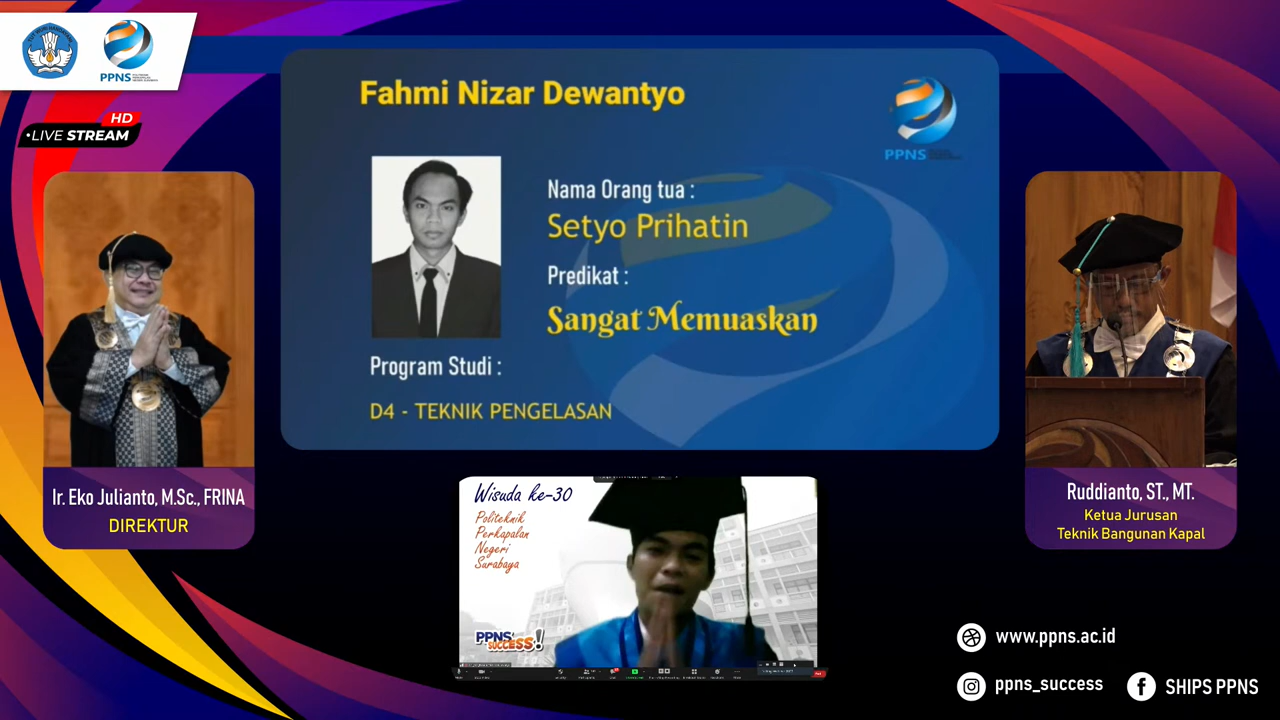 PPNS
HD
LIVE STREAM
Fahmi Nizar Dewantyo
PPNS
Nama Orang tua :
Setyo Prihatin
Predikat :
Sangat Memuaskan
Program Studi :
D4 - TEKNIK PENGELASAN
Ir. Eko Julianto, M.Sc., FRINA
DIREKTUR
Ruddianto, ST., MT.
Ketua Jurusan
Teknik Bangunan Kapal
Wisuda ke-30
Politeknik
Perkapalan
Negeri
Surabaya
PPNS
SUCCESS!
www.ppns.ac.id
ppns_success
SHIPS PPNS